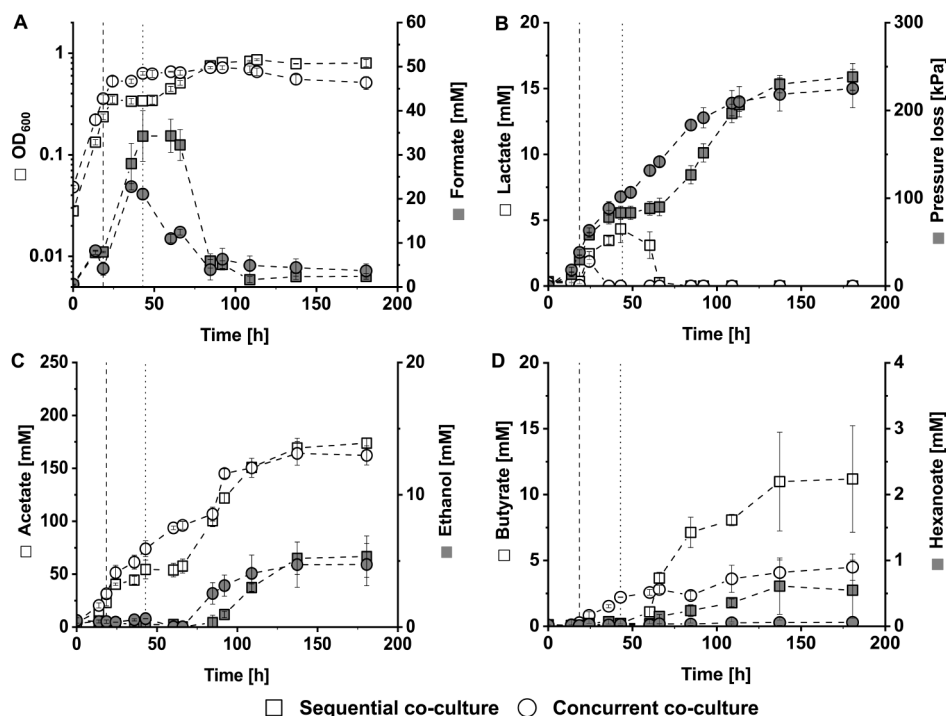 A
B
OD600
Formate [mM]
Lactate [mM]
Pressure loss [kPa]
1
0.1
0.01
60
50
40
30
20
10
0
20
15
10
5
0
300
200
100
0
0 50 100 150 200
0 50 100 150 200
Time [h]
Time [h]
C
D
Acetate [mM]
Ethanol [mM]
Butyrate [mM]
Hexanoate [mM]
250
200
150
100
50
0
20
10
0
20
15
10
5
0
4
3
2
1
0
0 50 100 150 200
0 50 100 150 200
Time [h]
Time [h]
Sequential co-culture Concurrent co-culture